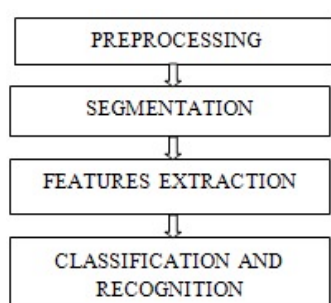 PREPROCESSING
SEGMENTATION
FEATURES EXTRACTION
CLASSIFICATION AND
RECOGNITION